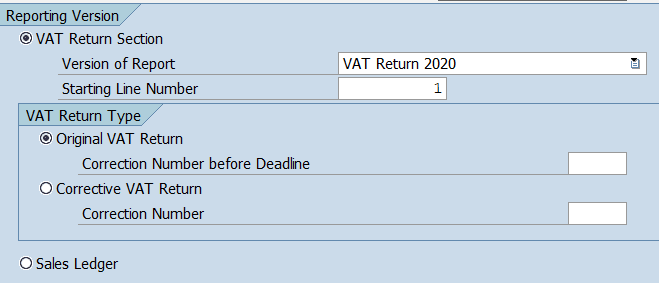 Reporting Version
VAT Return Section
Version of Report VAT Return 2020
Starting Line Number 1
VAT Return Type
Original VAT Return
Correction Number before Deadline
Corrective VAT Return
Correction Number
Sales Ledger